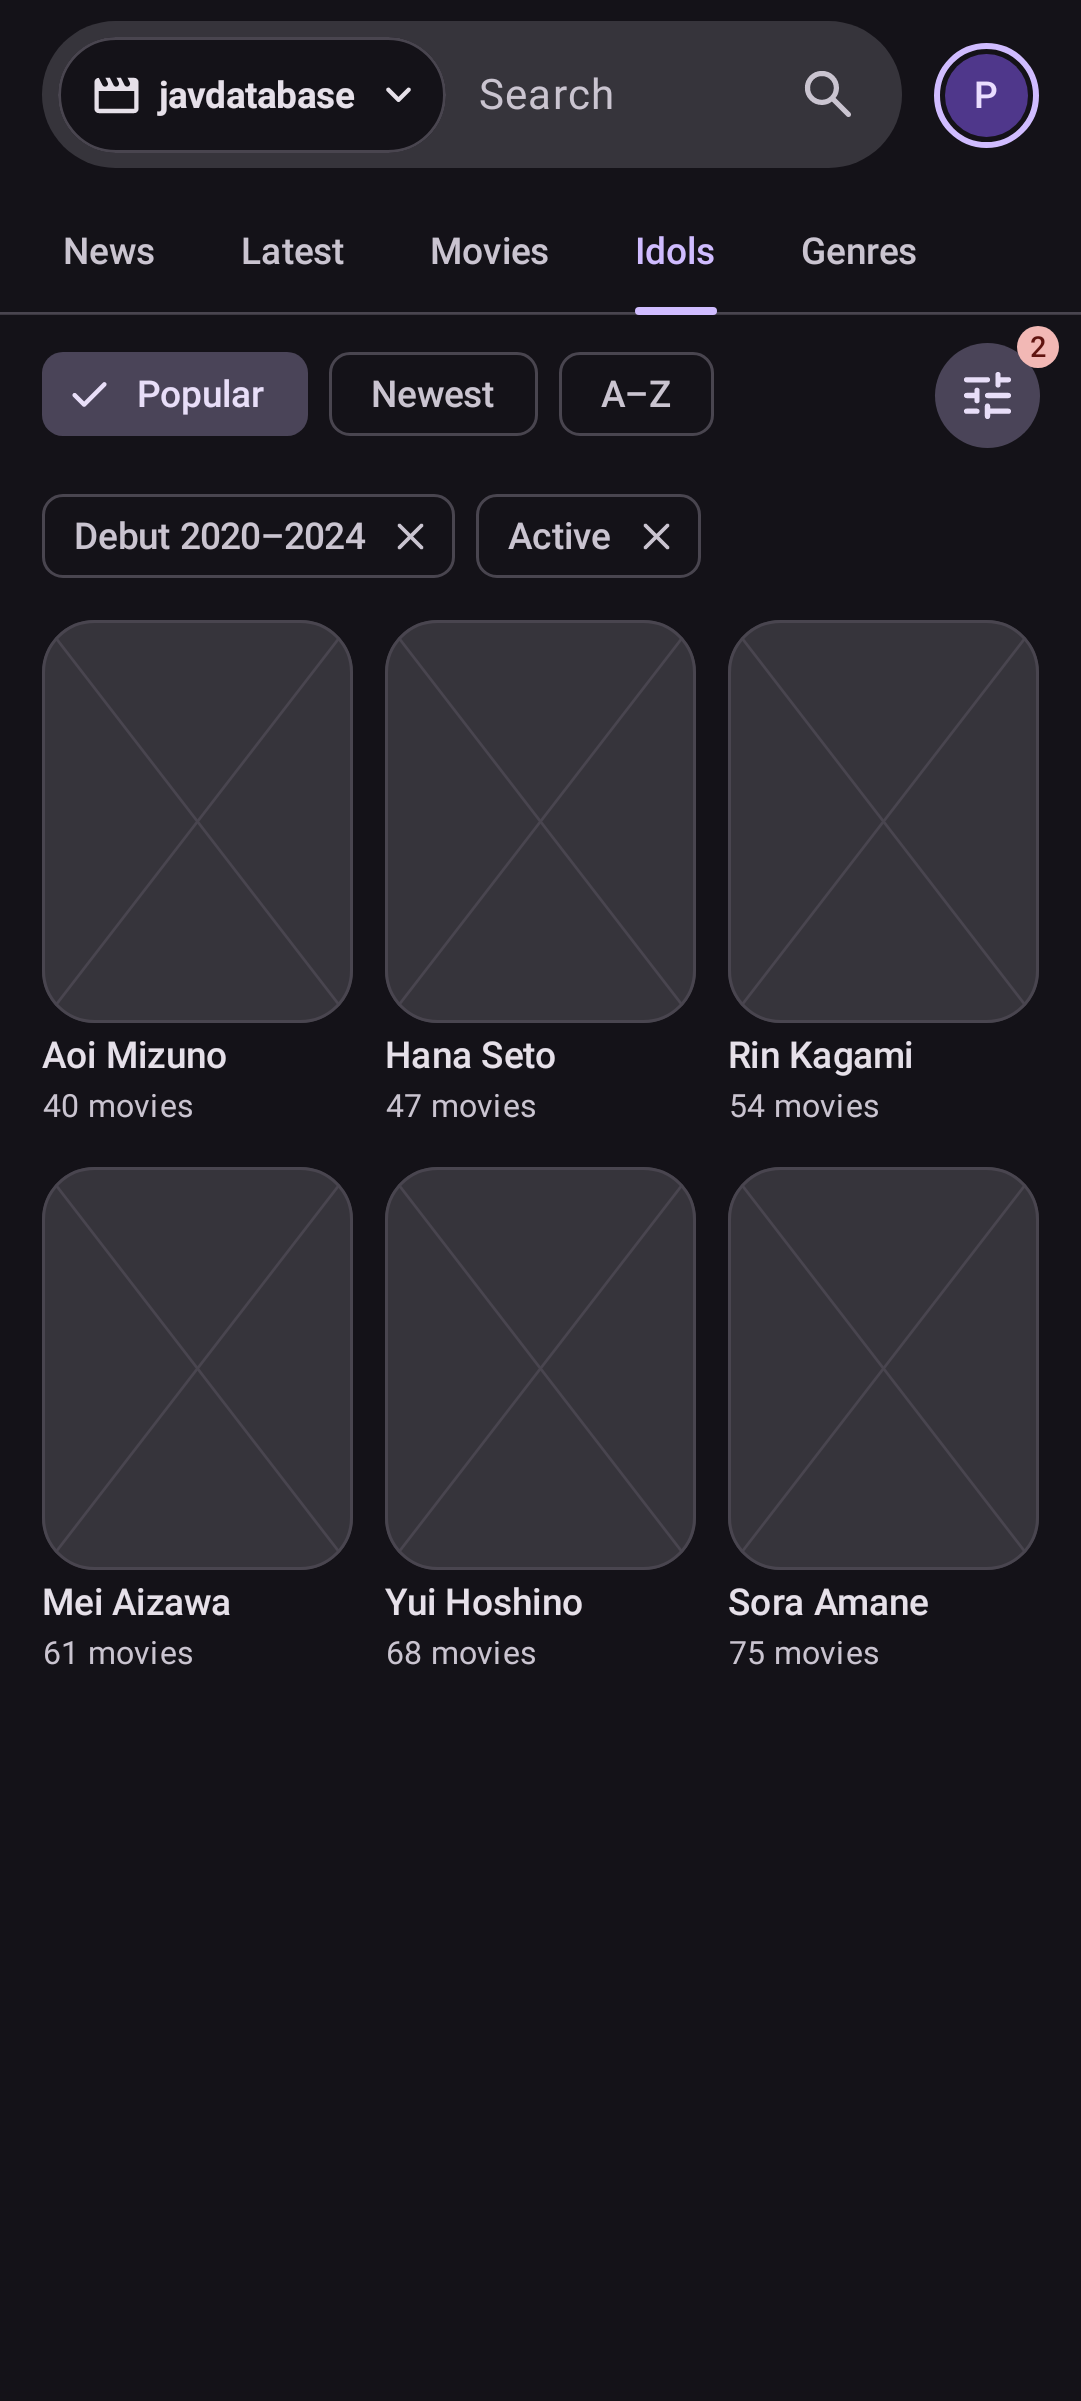 javdatabase
Search
P
News Latest Movies Idols Genres
2
Popular Newest A–Z
Debut 2020–2024 Active
Aoi Mizuno Hana Seto Rin Kagami
40 movies 47 movies 54 movies
Mei Aizawa Yui Hoshino Sora Amane
61 movies 68 movies 75 movies